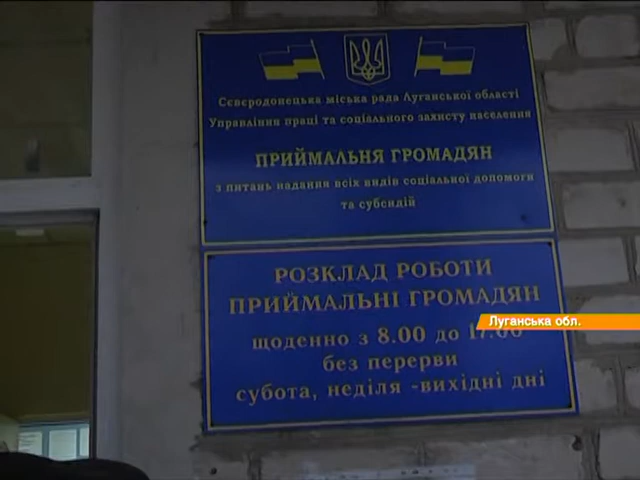 Сєвєродонецька міська рада Луганської області
Управління праці та соціального захисту населення
ПРИЙМАЛЬНЯ ГРОМАДЯН
з питань надання всіх видів соціальної допомоги
та субсидій
РОЗКЛАД РОБОТИ
ПРИЙМАЛЬНІ ГРОМАДЯН
щоденно з 8.00 до 17.00
Луганська обл.
без перерви
субота, неділя -вихідні дні